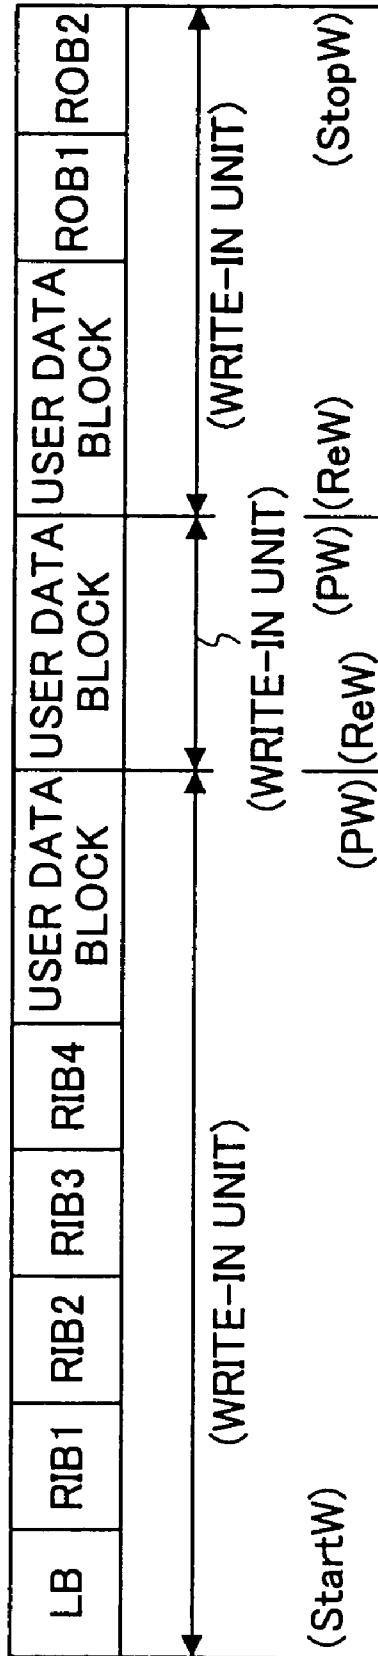 LB RIB1 RIB2 RIB3 RIB4 USER DATA BLOCK USER DATA BLOCK USER DATA BLOCK ROB1 ROB2
(WRITE-IN UNIT) (WRITE-IN UNIT)
(WRITE-IN UNIT)
(StartW) (PW) (ReW) (PW) (ReW) (StopW)